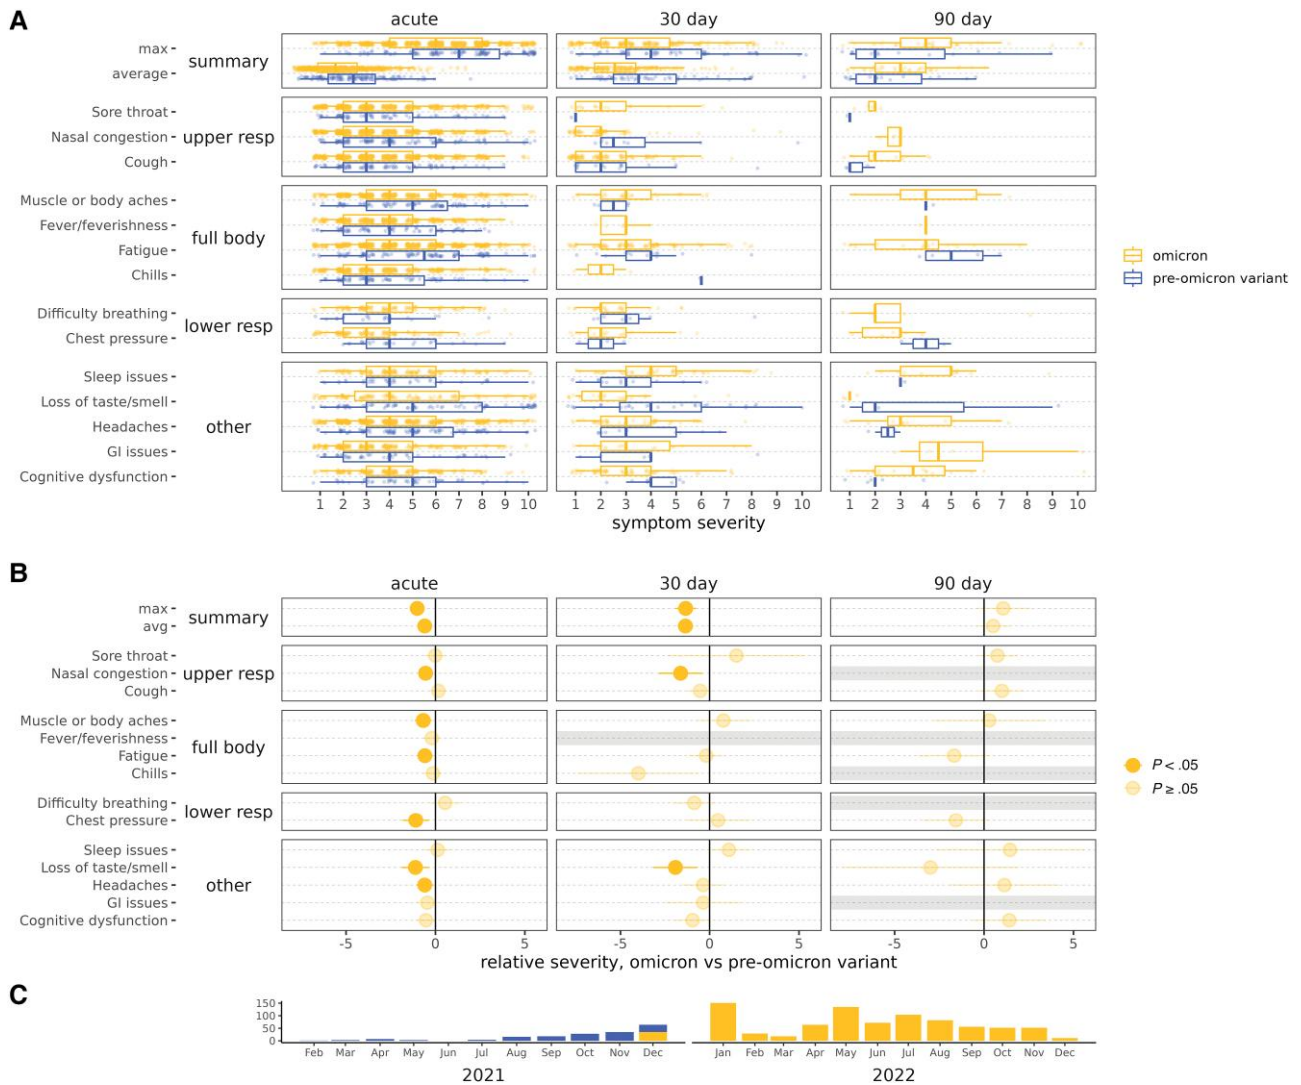 A
acute 30 day 90 day
max
summary
average
Sore throat
Nasal congestion upper resp
Cough
Muscle or body aches
Fever/feverishness
full body
Fatigue
Chills
Difficulty breathing
lower resp
Chest pressure
Sleep issues
Loss of taste/smell
Headaches other
GI issues
Cognitive dysfunction
omicron
pre-omicron variant
1 2 3 4 5 6 7 8 9 10 1 2 3 4 5 6 7 8 9 10 1 2 3 4 5 6 7 8 9 10
symptom severity
B
acute 30 day 90 day
max
summary
avg
Sore throat
Nasal congestion upper resp
Cough
Muscle or body aches
Fever/feverishness
full body
Fatigue
Chills
Difficulty breathing
lower resp
Chest pressure
Sleep issues
Loss of taste/smell
Headaches other
GI issues
Cognitive dysfunction
P < .05
P ≥ .05
-5 0 5 -5 0 5 -5 0 5
relative severity, omicron vs pre-omicron variant
C
150
100
50
0
Feb Mar Apr May Jun Jul Aug Sep Oct Nov Dec Jan Feb Mar Apr May Jun Jul Aug Sep Oct Nov Dec
2021 2022